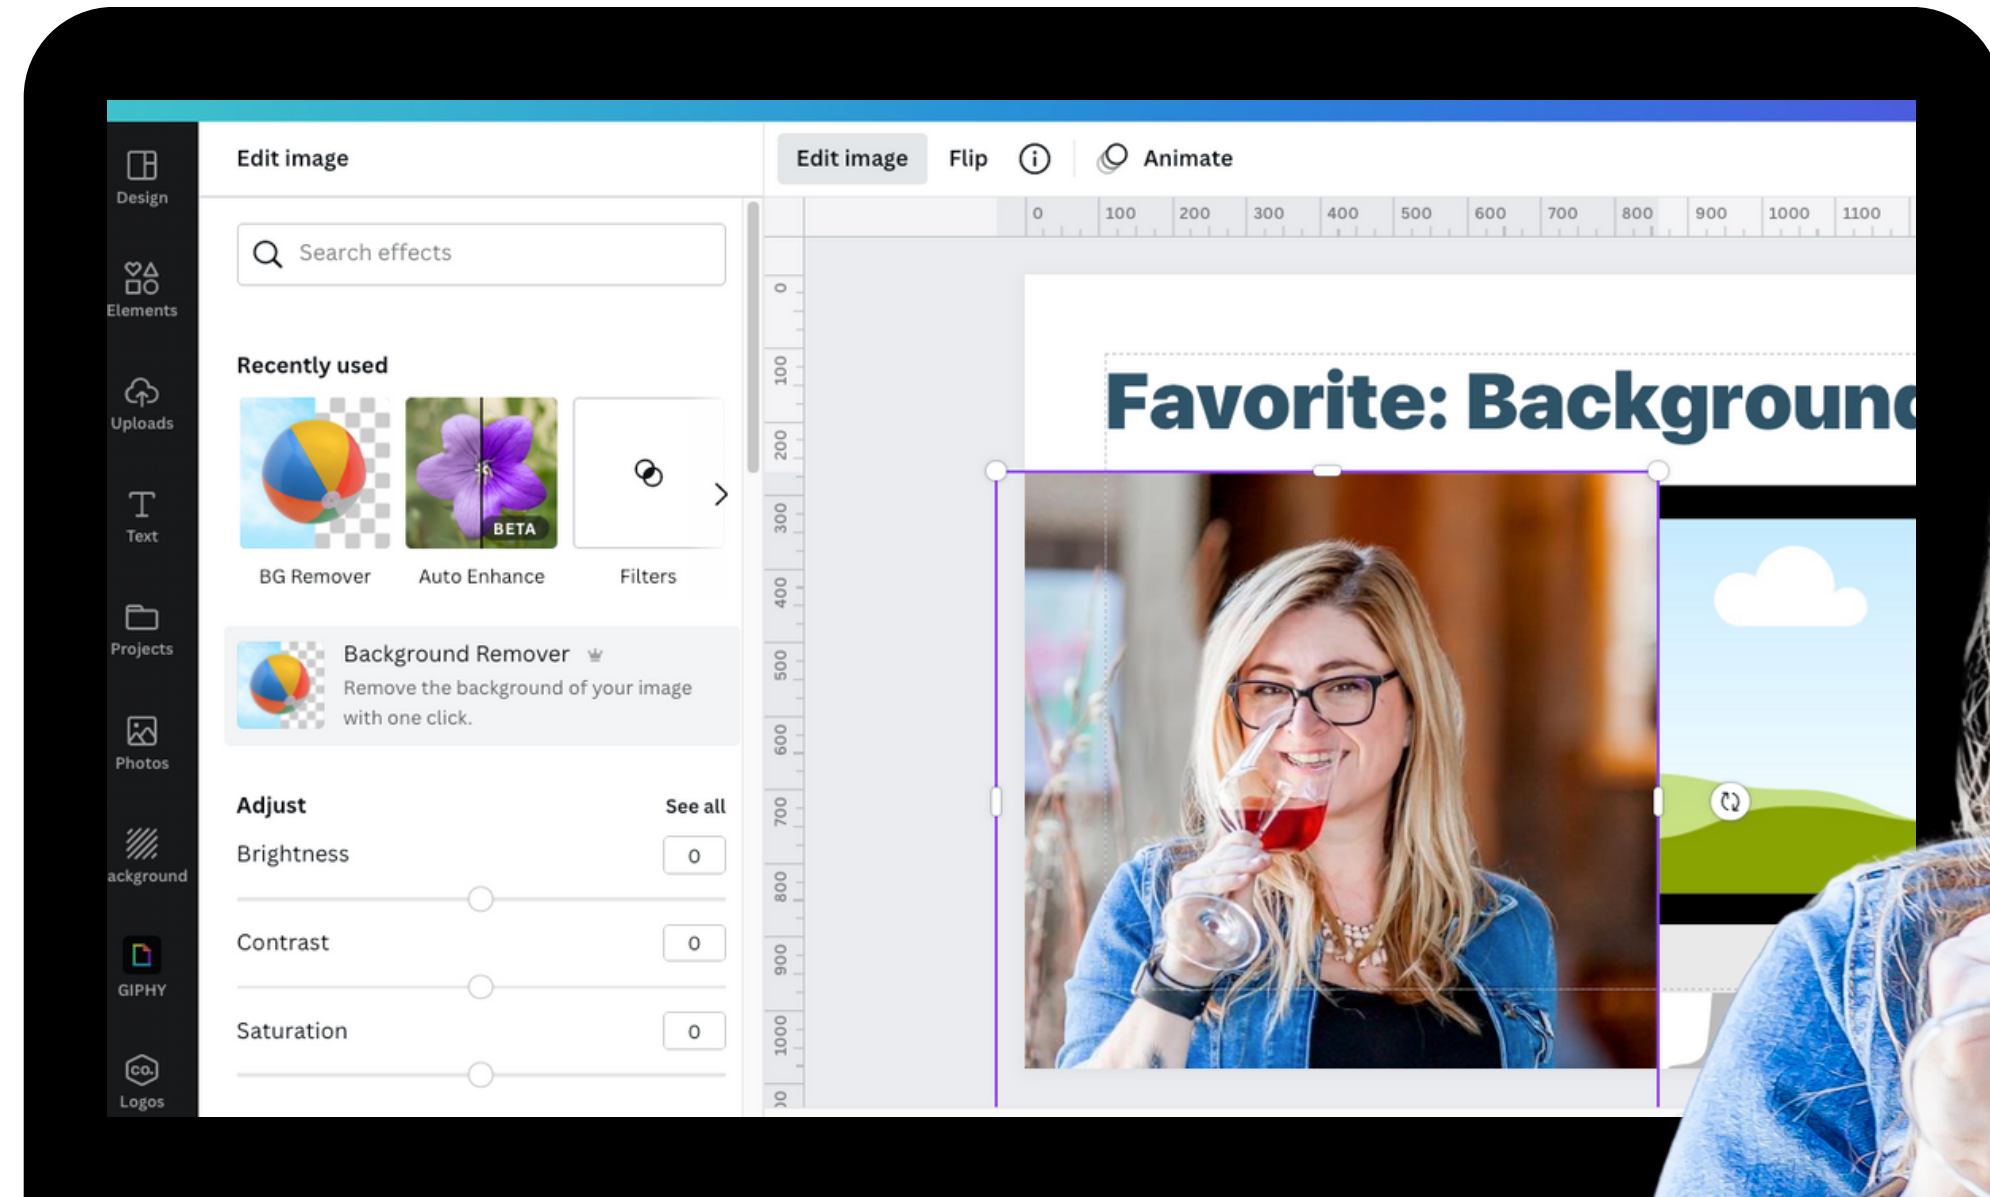 Edit image
Edit image
Flip
Animate
Design
Elements
Uploads
Text
Projects
Photos
ackground
GIPHY
CO.
Logos
Search effects
Recently used
BETA
BG Remover
Auto Enhance
Filters
Background Remover
Remove the background of your image
with one click.
Adjust
See all
Brightness
0
Contrast
0
Saturation
0
0 100 200 300 400 500 600 700 800 900 1000 1100
0
100
200
300
400
500
600
700
800
900
1000
00
Favorite: Background